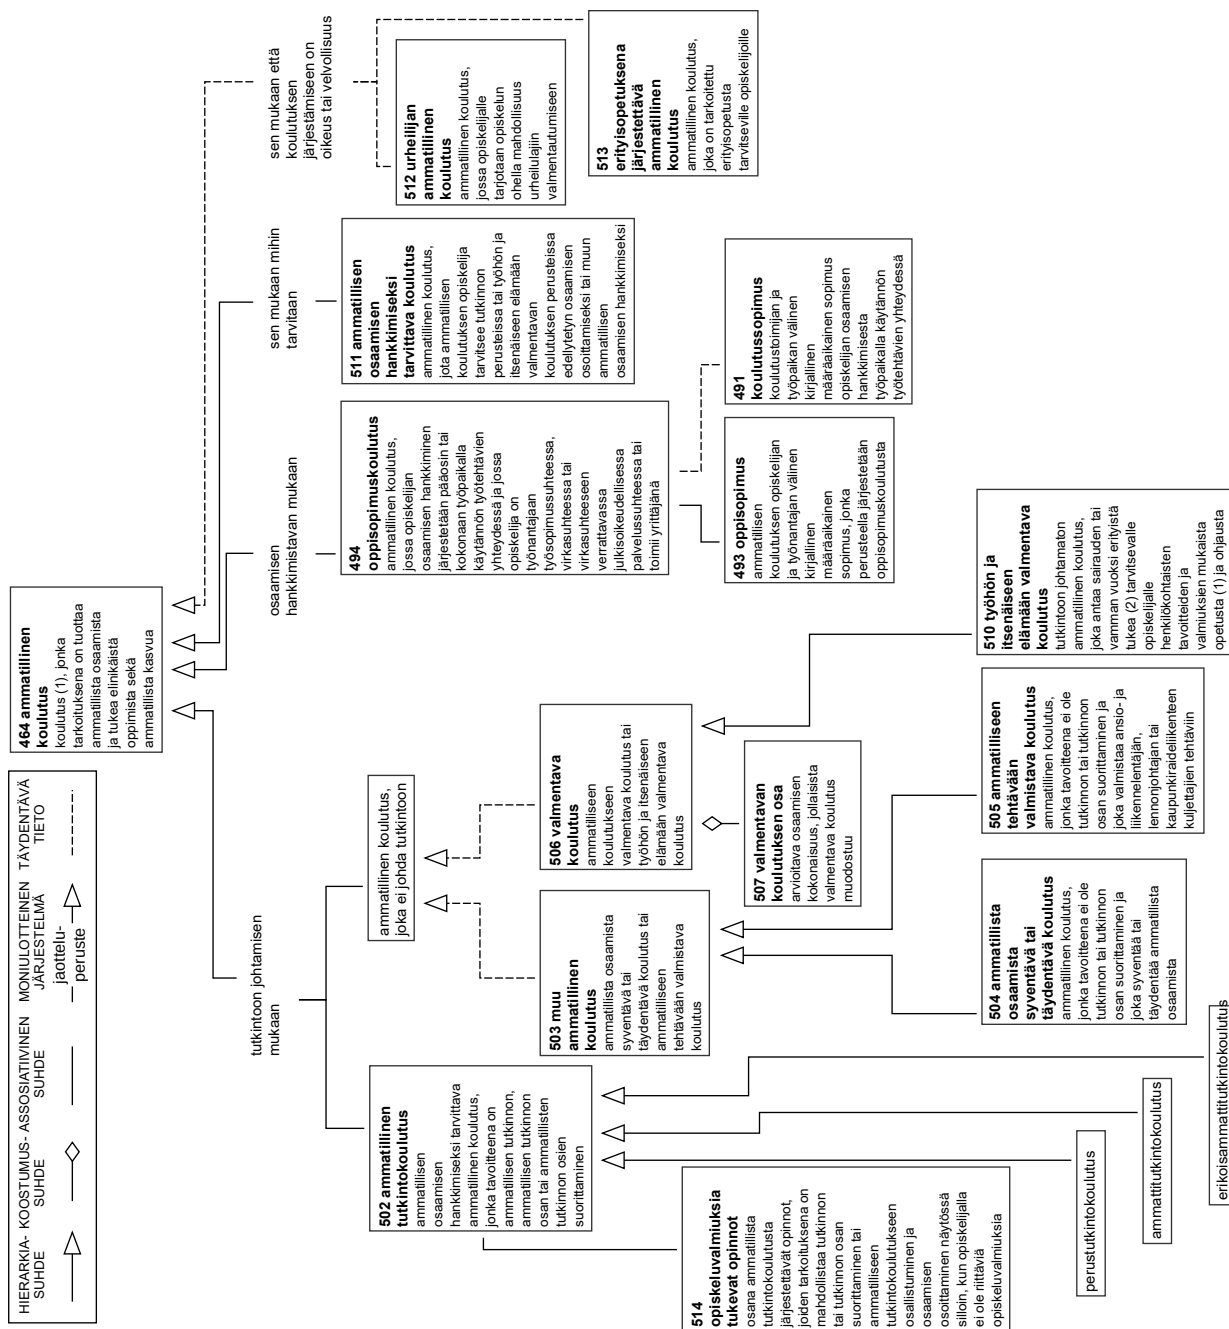 HIERARKIA-
SUHDE
KOOSTUMUS-
SUHDE
ASSOSIATIIVINEN
SUHDE
MONIULOTTEINEN
JÄRJESTELMÄ
jaottelu-
peruste
TÄYDENTÄVÄ
TIETO
464 ammatillinen
koulutus
koulutus (1), jonka
tarkoituksena on tuottaa
ammatillista osaamista
ja tukea elinikäistä
oppimista sekä
ammatillista kasvua
tutkintoon johtamisen
mukaan
osaamisen
hankkimistavan mukaan
sen mukaan mihin
tarvitaan
sen mukaan että
koulutuksen
järjestämiseen on
oikeus tai velvollisuus
502 ammatillinen
tutkintokoulutus
ammatillisen
osaamisen
hankkimiseksi tarvittava
ammatillinen koulutus,
jonka tavoitteena on
ammatillisen tutkinnon,
ammatillisen tutkinnon
osan tai ammatillisten
tutkinnon osien
suorittaminen
ammatillinen koulutus,
joka ei johda tutkintoon
494
oppisopimuskoulutus
ammatillinen koulutus,
jossa opiskelijan
osaamisen hankkiminen
järjestetään pääosin tai
kokonaan työpaikalla
käytännön työtehtävien
yhteydessä ja jossa
opiskelija on
työnantajaan
työsopimussuhteessa,
virkasuhteessa tai
virkasuhteeseen
verrattavassa
julkisoikeudellisessa
palvelussuhteessa tai
toimii yrittäjänä
511 ammatillisen
osaamisen
hankkimiseksi
tarvittava koulutus
ammatillinen koulutus,
jota ammatillisen
koulutuksen opiskelija
tarvitsee tutkinnon
perusteissa tai työhön ja
itsenäiseen elämään
valmentavan
koulutuksen perusteissa
edellytetyn osaamisen
osoittamiseksi tai muun
ammatillisen
osaamisen hankkimiseksi
512 urheilijan
ammatillinen
koulutus
ammatillinen koulutus,
jossa opiskelijalle
tarjotaan opiskelun
ohella mahdollisuus
urheilulajiin
valmentautumiseen
513
erityisopetuksena
järjestettävä
ammatillinen
koulutus
ammatillinen koulutus,
joka on tarkoitettu
erityisopetusta
tarvitseville opiskelijoille
503 muu
ammatillinen
koulutus
ammatillista osaamista
syventävä tai
täydentävä koulutus tai
ammatilliseen
tehtävään valmistava
koulutus
506 valmentava
koulutus
ammatilliseen
koulutukseen
valmentava koulutus tai
työhön ja itsenäiseen
elämään valmentava
koulutus
507 valmentavan
koulutuksen osa
arvioitava osaamisen
kokonaisuus, jollaisista
valmentava koulutus
muodostuu
493 oppisopimus
ammatillisen
koulutuksen opiskelijan
ja työnantajan välinen
kirjallinen
määräaikainen
sopimus, jonka
perusteella järjestetään
oppisopimuskoulutusta
491
koulutussopimus
koulutustoimijan ja
työpaikan välinen
kirjallinen
määräaikainen sopimus
opiskelijan osaamisen
hankkimisesta
työpaikalla käytännön
työtehtävien yhteydessä
514
opiskeluvalmiuksia
tukevat opinnot
osana ammatillista
tutkintokoulutusta
järjestettävät opinnot,
joiden tarkoituksena on
mahdollistaa tutkinnon
tai tutkinnon osan
suorittaminen tai
ammatilliseen
tutkintokoulutukseen
osallistuminen ja
osaamisen
osoittaminen näytössä
silloin, kun opiskelijalla
ei ole riittäviä
opiskeluvalmiuksia
504 ammatillista
osaamista
syventävä tai
täydentävä koulutus
ammatillinen koulutus,
jonka tavoitteena ei ole
tutkinnon tai tutkinnon
osan suorittaminen ja
joka syventää tai
täydentää ammatillista
osaamista
505 ammatilliseen
tehtävään
valmistava koulutus
ammatillinen koulutus,
jonka tavoitteena ei ole
tutkinnon tai tutkinnon
osan suorittaminen ja
joka valmistaa ansio- ja
liikennelentäjän,
lennonjohtajan tai
kaupunkiraideliikenteen
kuljettajien tehtäviin
510 työhön ja
itsenäiseen
elämään valmentava
koulutus
tutkintoon johtamaton
ammatillinen koulutus,
joka antaa sairauden tai
vamman vuoksi erityistä
tukea (2) tarvitsevalle
opiskelijalle
henkilökohtaisten
tavoitteiden ja
valmiuksien mukaista
opetusta (1) ja ohjausta
perustutkintokoulutus
ammattitutkintokoulutus
erikoisammattitutkintokoulutus